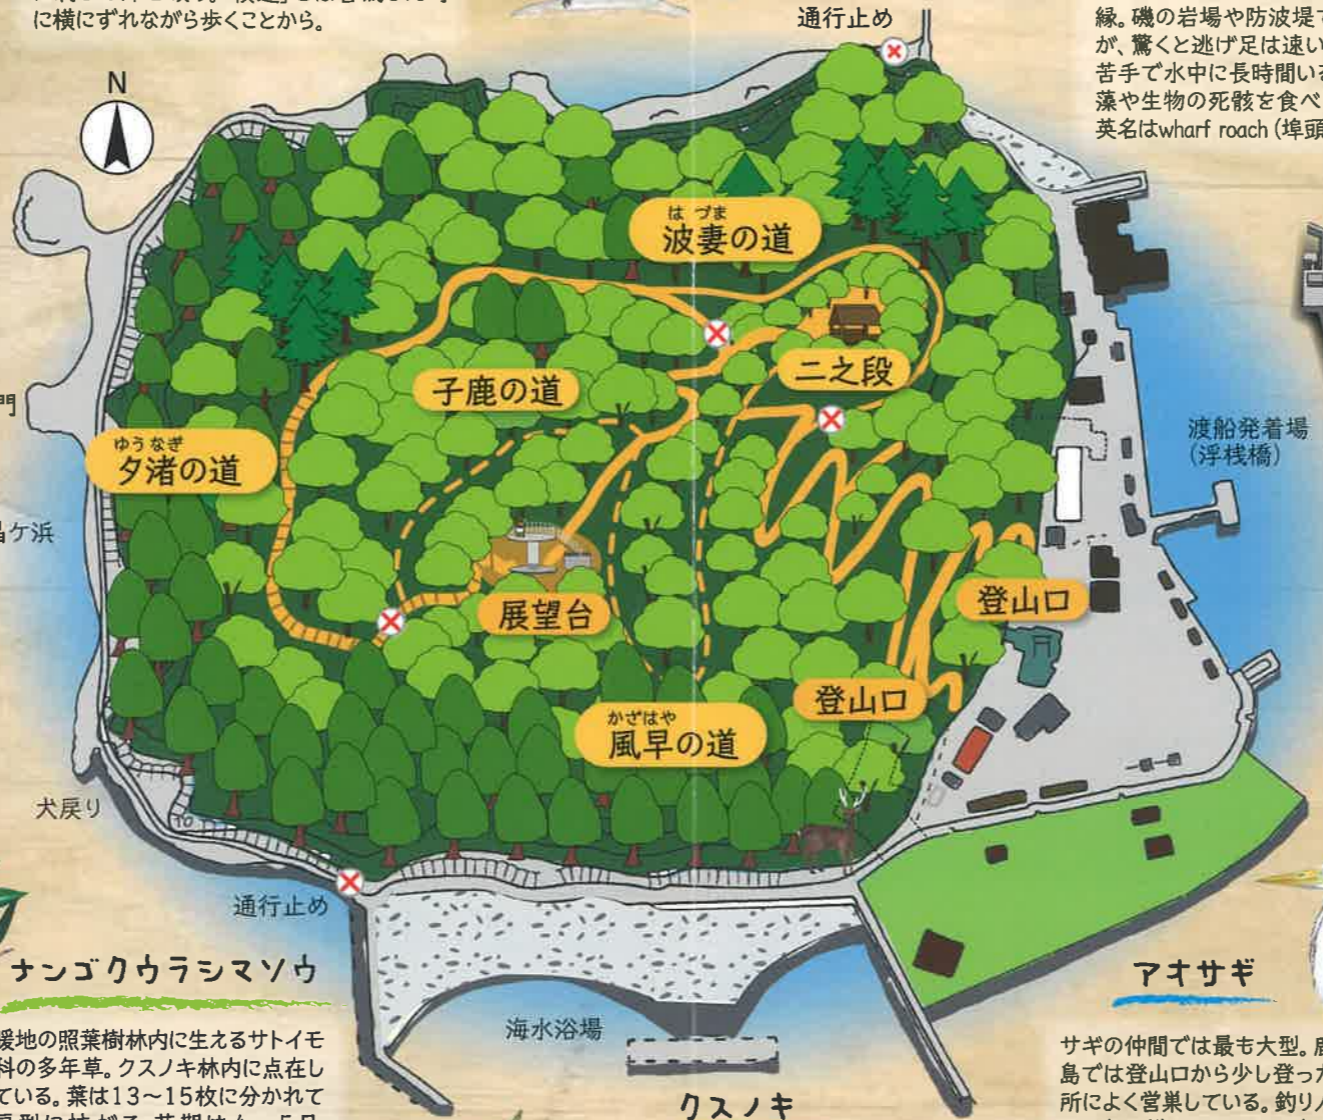 に横にずれながら歩くことから。
通行止め
縁。磯の岩場や防波堤で
が、驚くと逃げ足は速い
苦手で水中に長時間い
藻や生物の死骸を食べ
英名はwharf roach（埠頭
N
は づま
波妻の道
二之段
子鹿の道
ゆうなぎ
夕渚の道
門
ケ浜
渡船発着場
（浮桟橋）
展望台
登山口
登山口
かざはや
風早の道
犬戻り
通行止め
海水浴場
ナンゴクウラシマソウ
暖地の照葉樹林内に生えるサトイモ
科の多年草。クスノキ林内に点在し
ている。葉は13〜15枚に分かれて
アオサギ
サギの仲間では最も大型。鹿
島では登山口から少し登った
所によく営巣している。釣り人
クスノキ